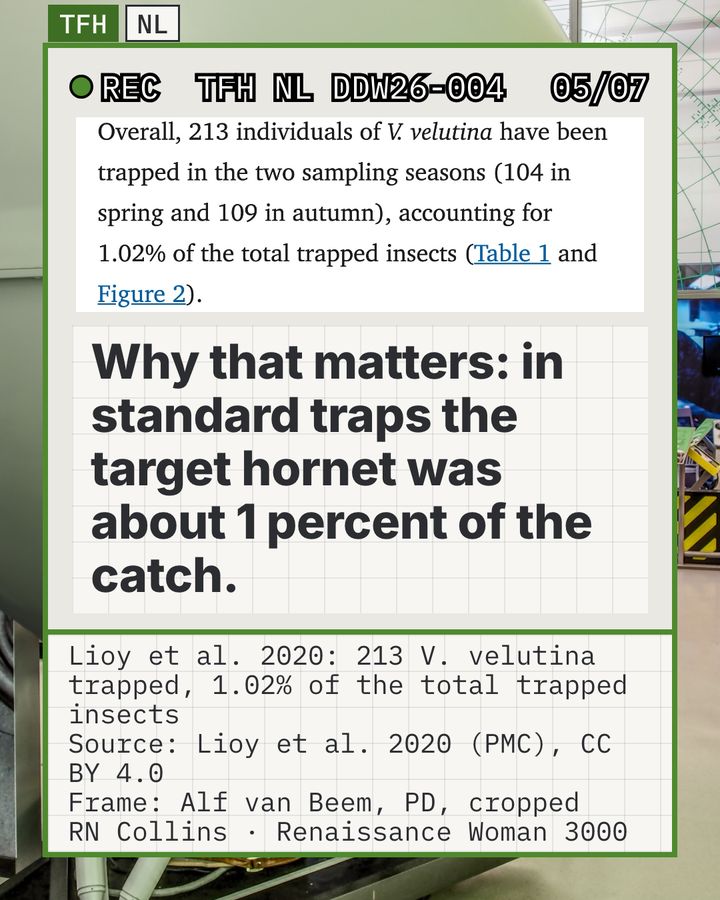 TFH NL
REC TFH NL DDW26-004 05/07
Overall, 213 individuals of V. velutina have been
trapped in the two sampling seasons (104 in
spring and 109 in autumn), accounting for
1.02% of the total trapped insects (Table 1 and
Figure 2).
Why that matters: in
standard traps the
target hornet was
about 1 percent of the
catch.
Lioy et al. 2020: 213 V. velutina
trapped, 1.02% of the total trapped
insects
Source: Lioy et al. 2020 (PMC), CC
BY 4.0
Frame: Alf van Beem, PD, cropped
RN Collins · Renaissance Woman 3000